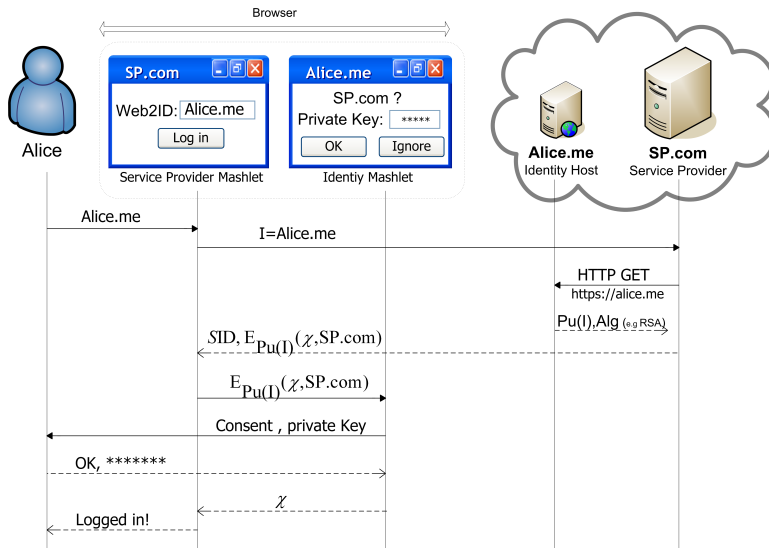 Browser
SP.com
Web2ID: Alice.me
Log in
Alice.me
SP.com ?
Private Key: *****
OK Ignore
Alice
Service Provider Mashlet
Identiy Mashlet
Alice.me
Identity Host
SP.com
Service Provider
Alice.me
I=Alice.me
HTTP GET
https://alice.me
Pu(I),Alg (e.g RSA)
SID, E Pu(I) (χ,SP.com)
E Pu(I) (χ,SP.com)
Consent , private Key
OK, *******
χ
Logged in!